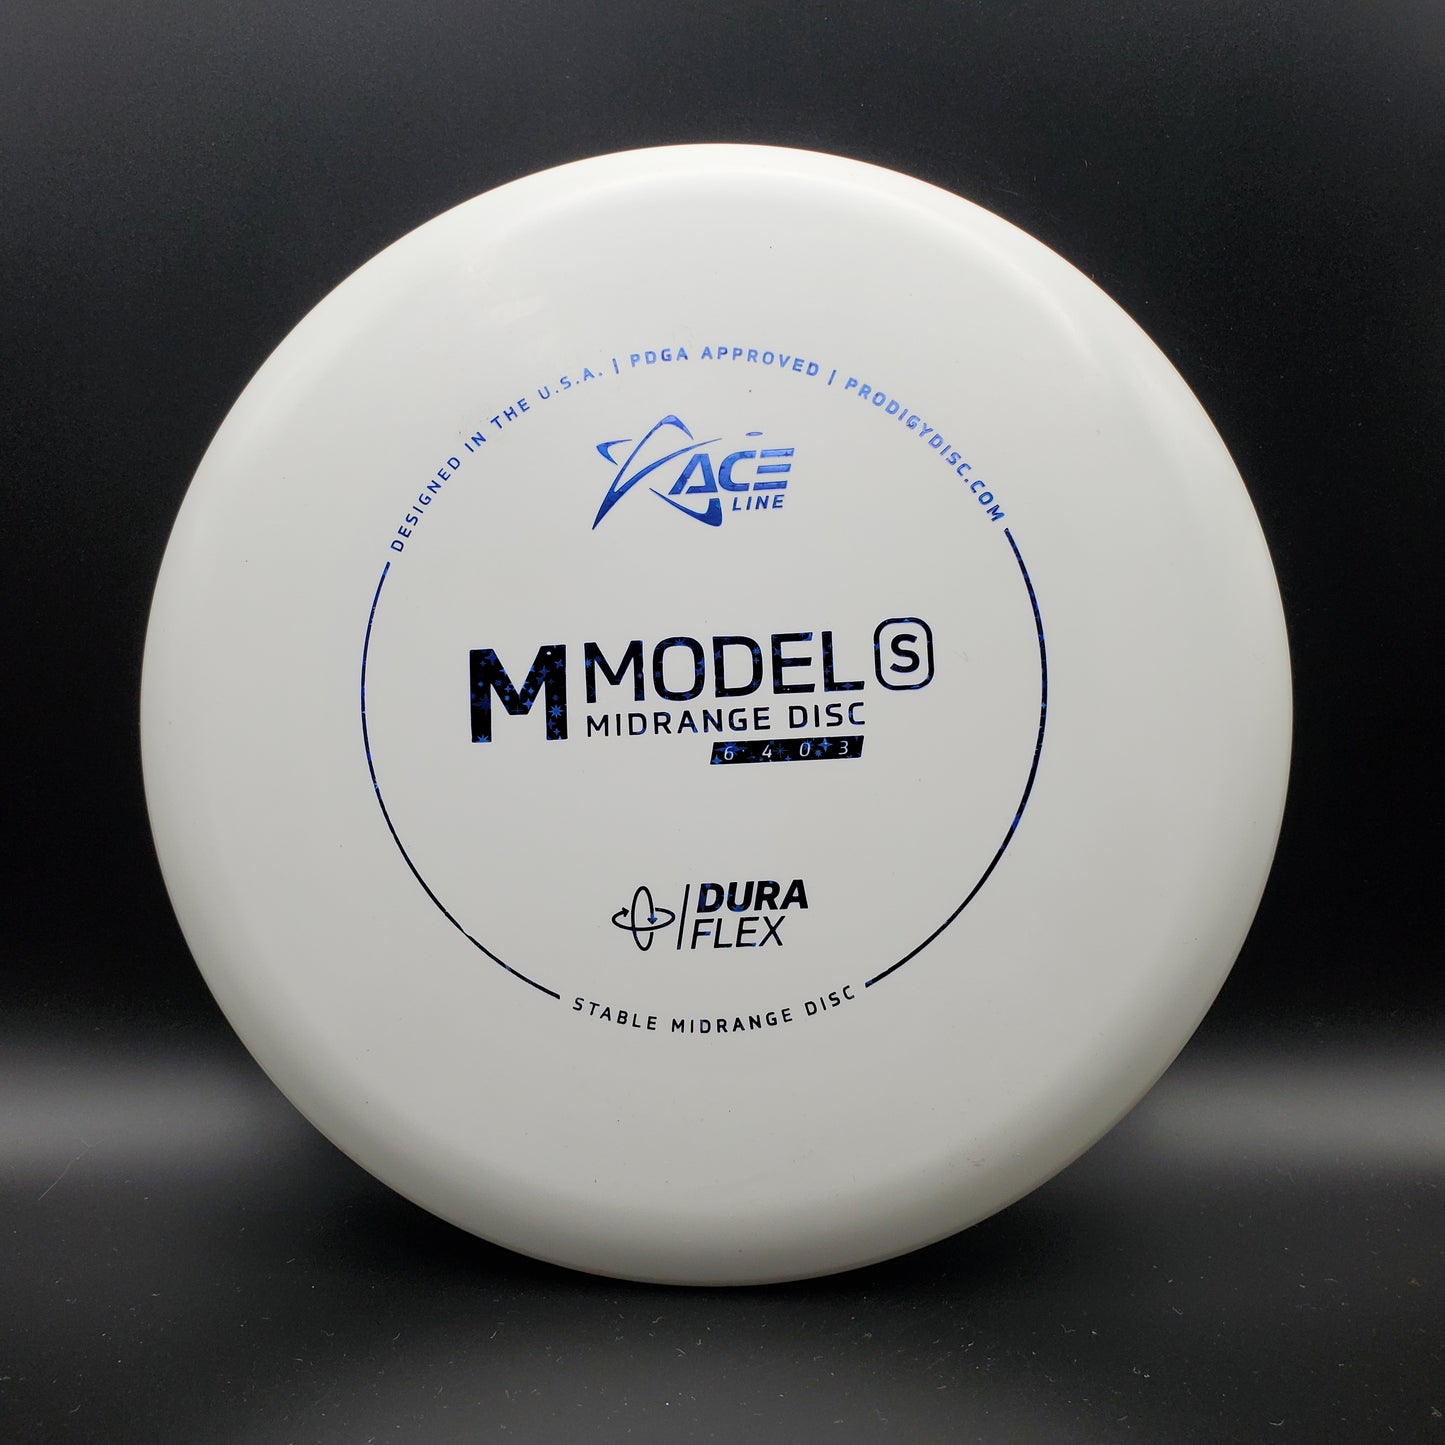 DESIGNED IN THE U.S.A. | PDGA APPROVED | PRODIGYDISC.COM
ACE
LINE
M MODEL S
MIDRANGE DISC
6 4 0 3
DURA
FLEX
STABLE MIDRANGE DISC